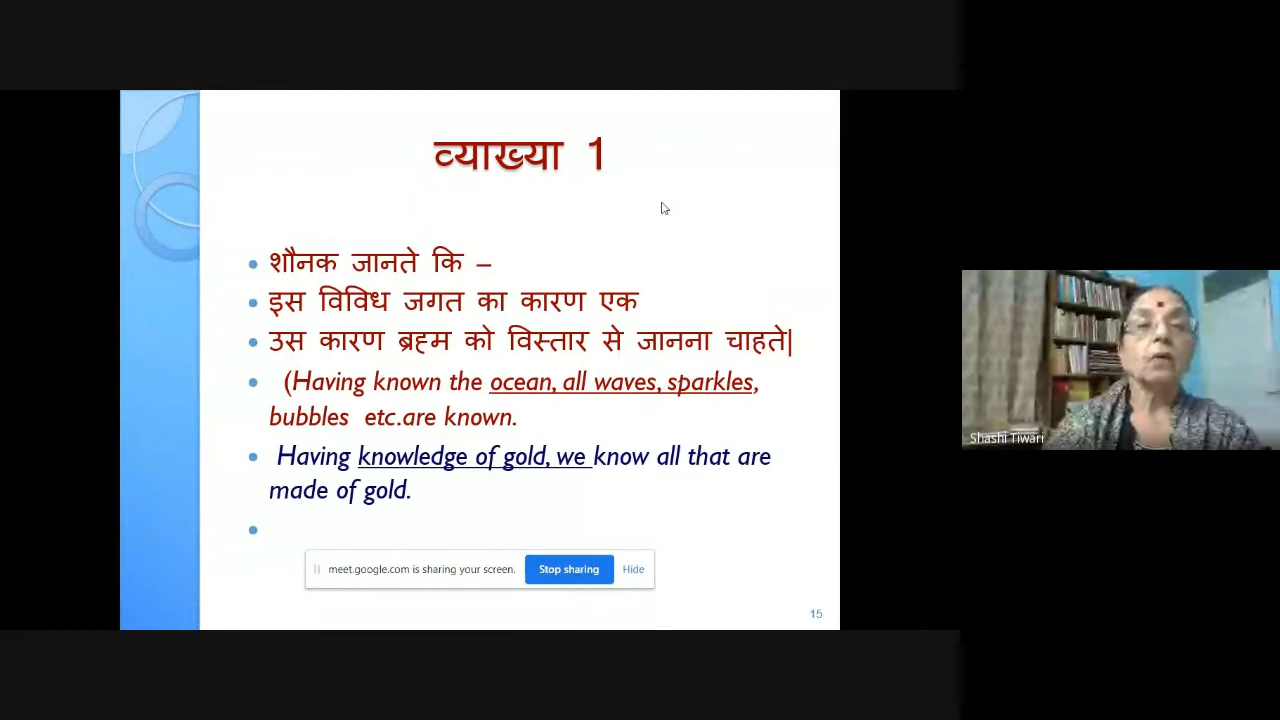 व्याख्या 1
शौनक जानते कि –
इस विविध जगत का कारण एक
उस कारण ब्रह्म को विस्तार से जानना चाहते|
(Having known the ocean, all waves, sparkles,
bubbles etc.are known.
Having knowledge of gold, we know all that are
made of gold.
meet.google.com is sharing your screen. Stop sharing Hide
15
Shashi Tiwari